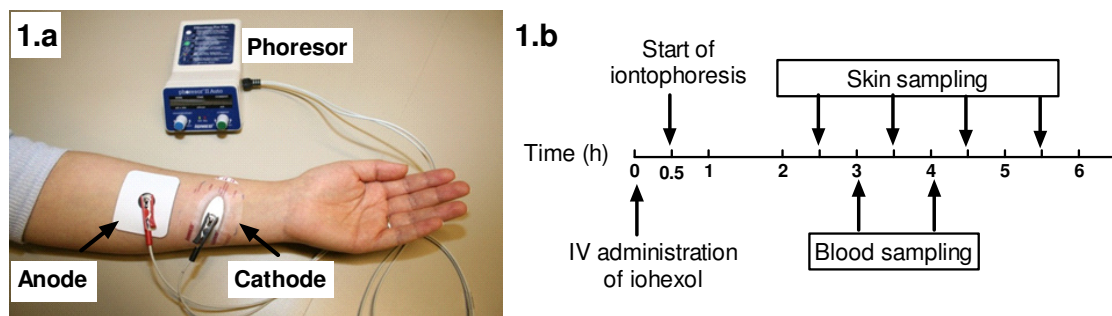 1.a
Phoresor
Anode
Cathode
1.b
Start of
iontophoresis
Skin sampling
Time (h)
0 0.5 1 2 3 4 5 6
IV administration
of iohexol
Blood sampling